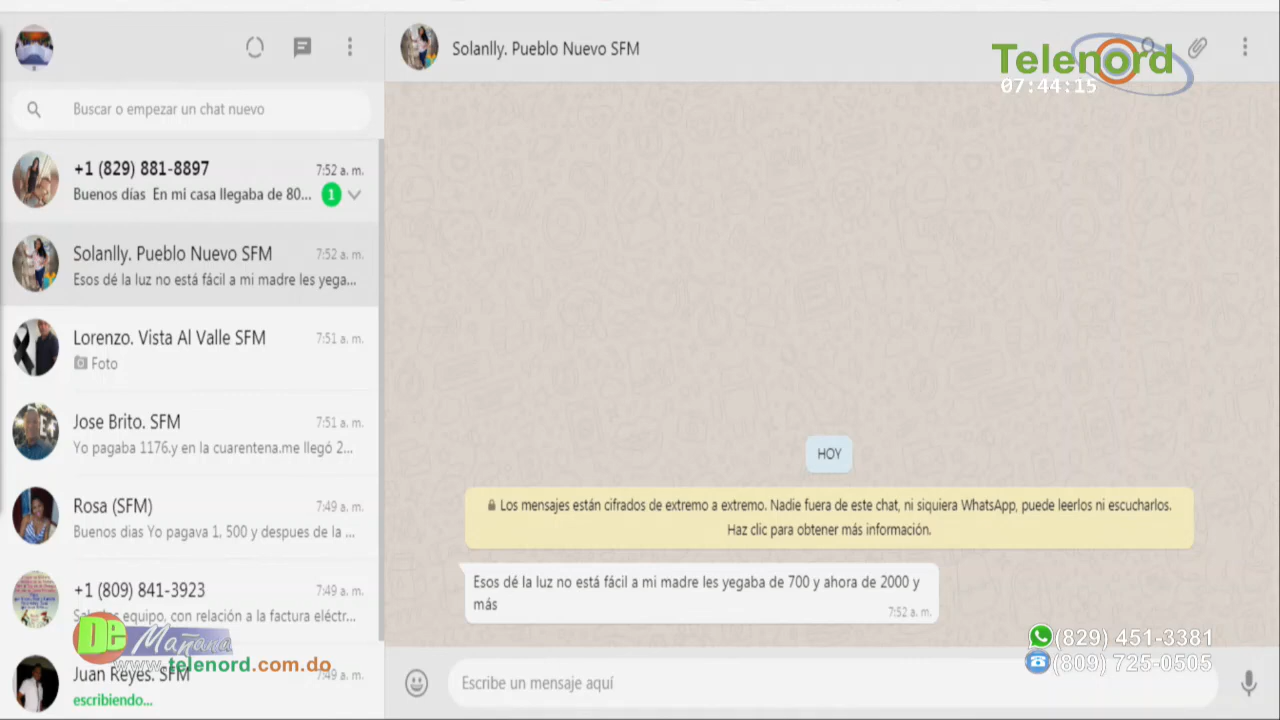 Solanlly. Pueblo Nuevo SFM
Telenord
07:44:15
Buscar o empezar un chat nuevo
+1 (829) 881-8897
7:52 a. m.
Buenos días En mi casa llegaba de 80...
1
Solanlly. Pueblo Nuevo SFM
7:52 a. m.
Esos dé la luz no está fácil a mi madre les yega...
Lorenzo. Vista Al Valle SFM
7:51 a. m.
Foto
Jose Brito. SFM
7:51 a. m.
Yo pagaba 1176.y en la cuarentena.me llegó 2...
Rosa (SFM)
7:49 a. m.
Buenos dias Yo pagava 1, 500 y despues de la ...
+1 (809) 841-3923
7:49 a. m.
equipo, con relación a la factura eléctr...
De Mañana
www.telenord.com.do
Juan Reyes. SFM
7:49 a. m.
escribiendo...
HOY
Los mensajes están cifrados de extremo a extremo. Nadie fuera de este chat, ni siquiera WhatsApp, puede leerlos ni escucharlos.
Haz clic para obtener más información.
Esos dé la luz no está fácil a mi madre les yegaba de 700 y ahora de 2000 y
más
7:52 a. m.
(829) 451-3381
(809) 725-0505
Escribe un mensaje aquí